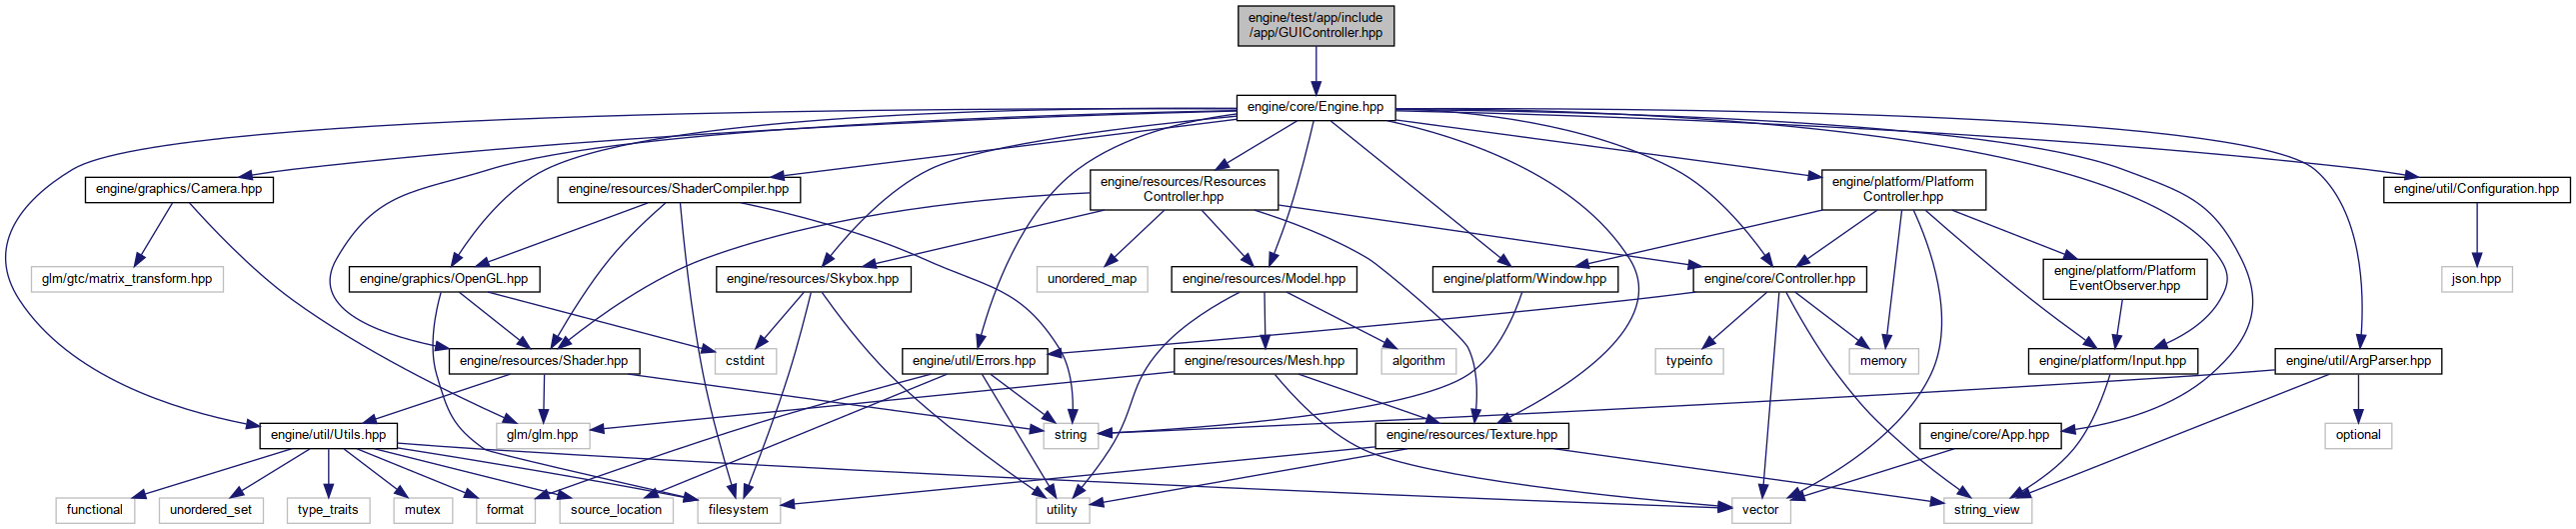 engine/test/app/include
/app/GUIController.hpp
engine/core/Engine.hpp
engine/graphics/Camera.hpp
engine/resources/ShaderCompiler.hpp
engine/resources/Resources
Controller.hpp
engine/platform/Platform
Controller.hpp
engine/util/Configuration.hpp
glm/gtc/matrix_transform.hpp
engine/graphics/OpenGL.hpp
engine/resources/Skybox.hpp
unordered_map
engine/resources/Model.hpp
engine/platform/Window.hpp
engine/core/Controller.hpp
engine/platform/Platform
EventObserver.hpp
json.hpp
engine/resources/Shader.hpp
cstdint
engine/util/Errors.hpp
engine/resources/Mesh.hpp
algorithm
typeinfo
memory
engine/platform/Input.hpp
engine/util/ArgParser.hpp
engine/util/Utils.hpp
glm/glm.hpp
string
engine/resources/Texture.hpp
engine/core/App.hpp
optional
functional
unordered_set
type_traits
mutex
format
source_location
filesystem
utility
vector
string_view